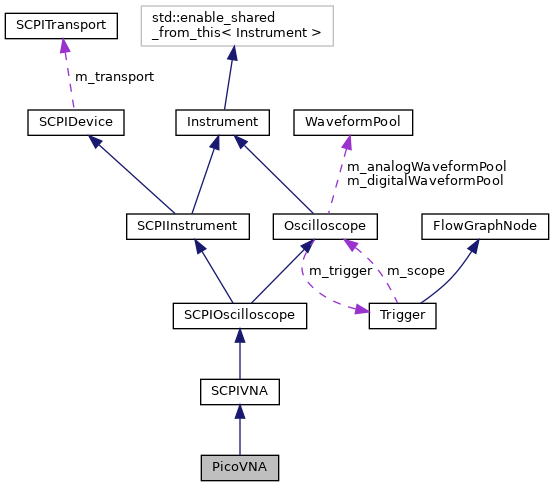 SCPITransport
std::enable_shared
_from_this< Instrument >
m_transport
SCPIDevice
Instrument
WaveformPool
m_analogWaveformPool
m_digitalWaveformPool
SCPIInstrument
Oscilloscope
FlowGraphNode
m_trigger
m_scope
SCPIOscilloscope
Trigger
SCPIVNA
PicoVNA